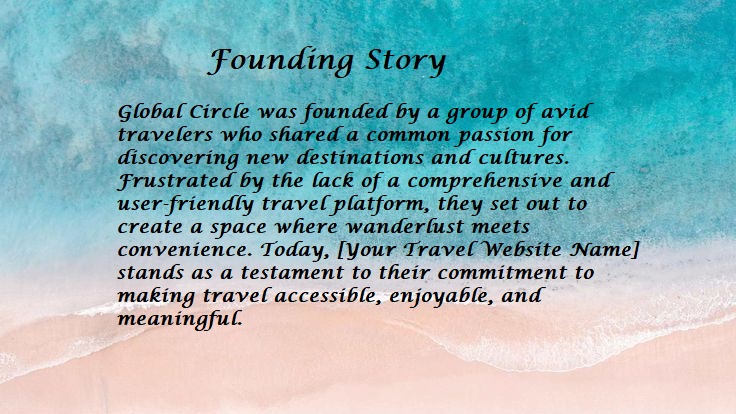 Founding Story
Global Circle was founded by a group of avid
travelers who shared a common passion for
discovering new destinations and cultures.
Frustrated by the lack of a comprehensive and
user-friendly travel platform, they set out to
create a space where wanderlust meets
convenience. Today, [Your Travel Website Name]
stands as a testament to their commitment to
making travel accessible, enjoyable, and
meaningful.